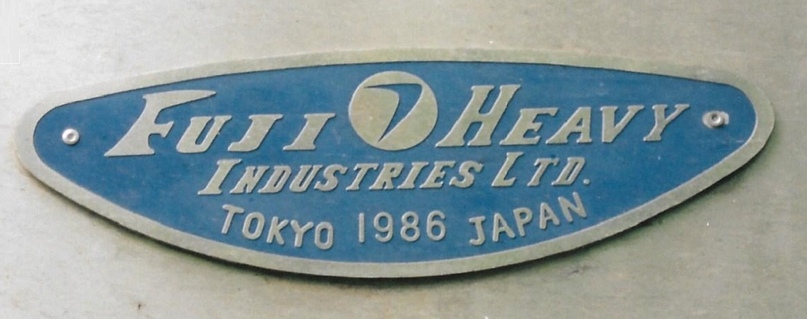 FUJI HEAVY
INDUSTRIES LTD.
TOKYO 1986 JAPAN